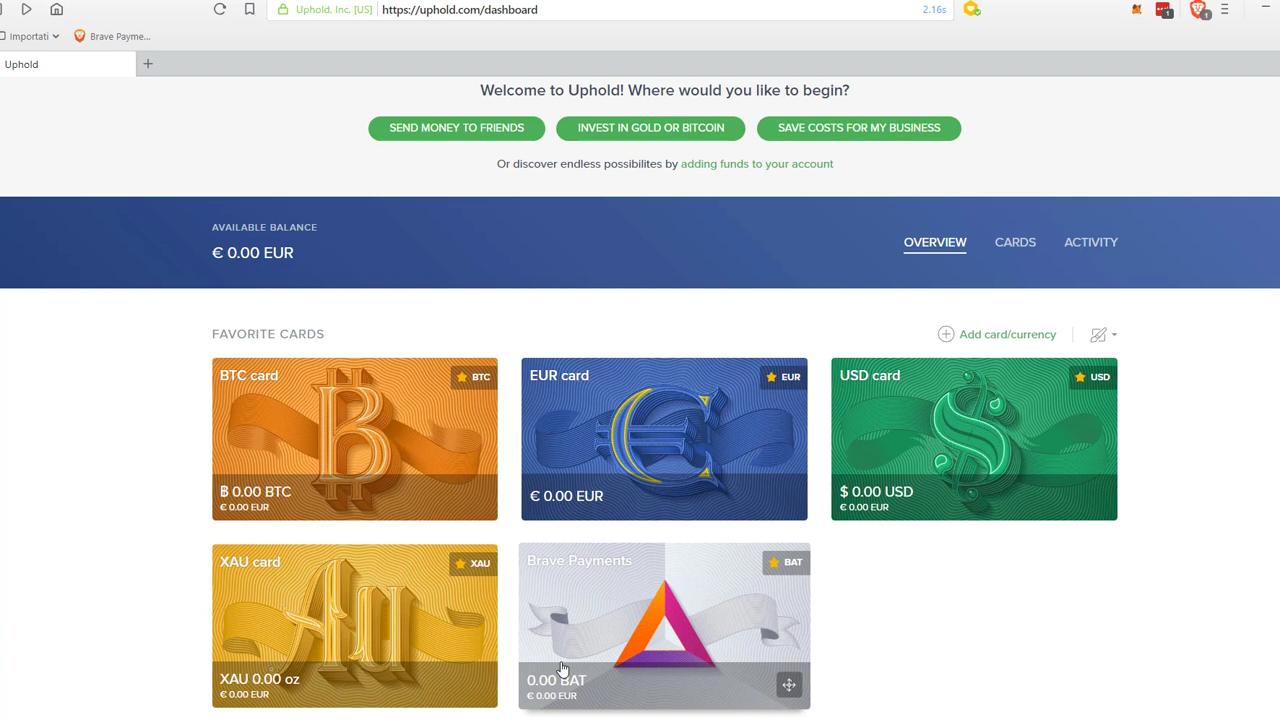 Uphold, Inc. [US] | https://uphold.com/dashboard 2.16s 1 1
Importati Brave Payme...
Uphold
Welcome to Uphold! Where would you like to begin?
SEND MONEY TO FRIENDS INVEST IN GOLD OR BITCOIN SAVE COSTS FOR MY BUSINESS
Or discover endless possibilites by adding funds to your account
AVAILABLE BALANCE
€ 0.00 EUR
OVERVIEW CARDS ACTIVITY
FAVORITE CARDS
Add card/currency
BTC card BTC
₿ 0.00 BTC
€ 0.00 EUR
EUR card EUR
€ 0.00 EUR
USD card USD
$ 0.00 USD
€ 0.00 EUR
XAU card XAU
Au
XAU 0.00 oz
€ 0.00 EUR
Brave Payments BAT
0.00 BAT
€ 0.00 EUR